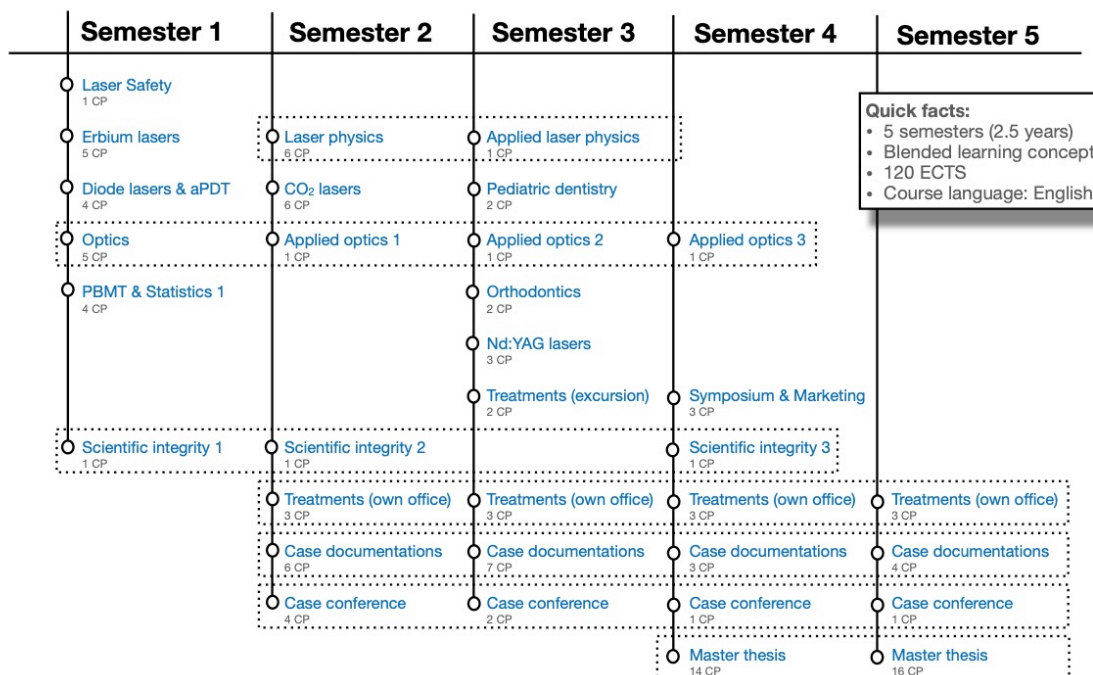 Semester 1 Semester 2 Semester 3 Semester 4 Semester 5
Laser Safety
1 CP
Quick facts:
• 5 semesters (2.5 years)
• Blended learning concept
• 120 ECTS
• Course language: English
Erbium lasers Laser physics Applied laser physics
5 CP 6 CP 1 CP
Diode lasers & aPDT CO₂ lasers Pediatric dentistry
4 CP 6 CP 2 CP
Optics Applied optics 1 Applied optics 2 Applied optics 3
5 CP 1 CP 1 CP 1 CP
PBMT & Statistics 1 Orthodontics
4 CP 2 CP
Nd:YAG lasers
3 CP
Treatments (excursion) Symposium & Marketing
2 CP 3 CP
Scientific integrity 1 Scientific integrity 2 Scientific integrity 3
1 CP 1 CP 1 CP
Treatments (own office) Treatments (own office) Treatments (own office) Treatments (own office)
3 CP 3 CP 3 CP 3 CP
Case documentations Case documentations Case documentations Case documentations
6 CP 7 CP 3 CP 4 CP
Case conference Case conference Case conference Case conference
4 CP 2 CP 1 CP 1 CP
Master thesis Master thesis
14 CP 16 CP